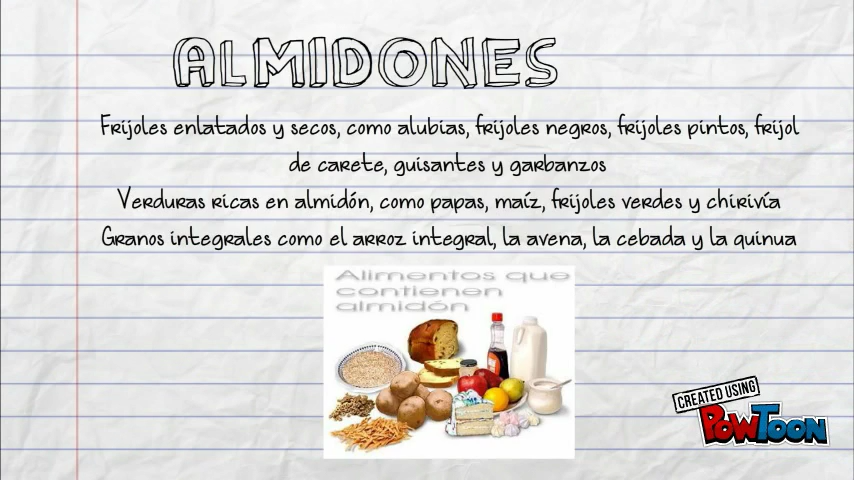 ALMIDONES
Frijoles enlatados y secos, como alubias, frijoles negros, frijoles pintos, frijol
de carete, guisantes y garbanzos
Verduras ricas en almidón, como papas, maíz, frijoles verdes y chirivía
Granos integrales como el arroz integral, la avena, la cebada y la quinua
Alimentos que
contienen
almidón
CREATED USING
POWTOON